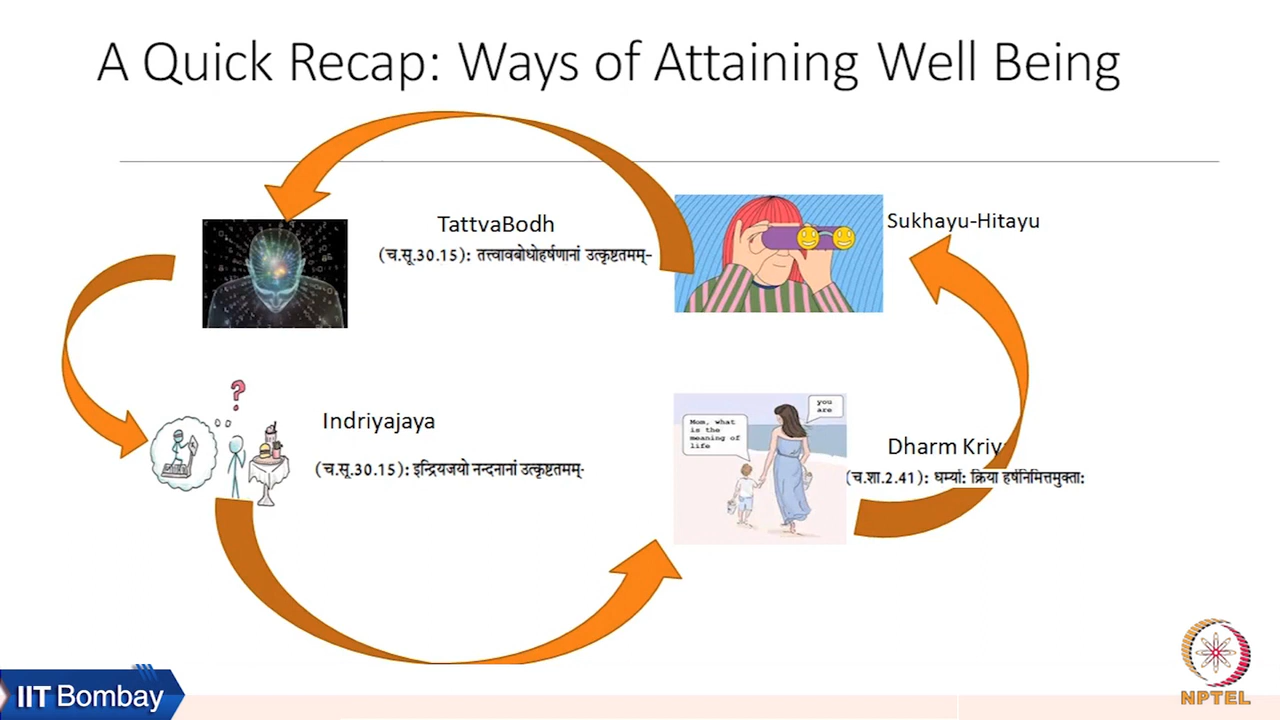 A Quick Recap: Ways of Attaining Well Being
TattvaBodh
(च.सू.30.15): तत्त्वावबोधोहर्षणानां उत्कृष्टतमम्-
Sukhayu-Hitayu
?
Indriyajaya
(च.सू.30.15): इन्द्रियजयो नन्दनानां उत्कृष्टतमम्-
Mom, what
is the
meaning of
life
you
are
Dharm Kriy
(च.शा.2.41): धर्म्याः क्रिया हर्षनिमित्तमुक्ताः
IIT Bombay
NPTEL